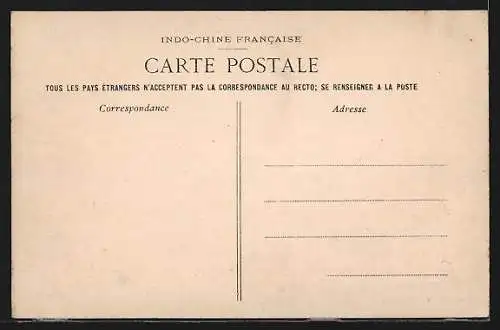 INDO-CHINE FRANÇAISE
CARTE POSTALE
TOUS LES PAYS ÉTRANGERS N'ACCEPTENT PAS LA CORRESPONDANCE AU RECTO; SE RENSEIGNEG A LA POSTE
Correspondance
Adresse